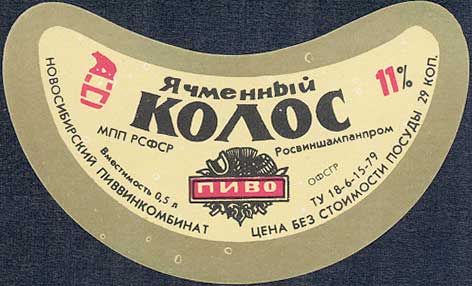 Ячменный
КОЛОС
11%
МПП РСФСР
Росвиншампанпром
Вместимость 0,5 л
ПИВО
ОФСГР
ТУ 18-6-15-79
НОВОСИБИРСКИЙ ПИВВИНКОМБИНАТ
ЦЕНА БЕЗ СТОИМОСТИ ПОСУДЫ 29 КОП.